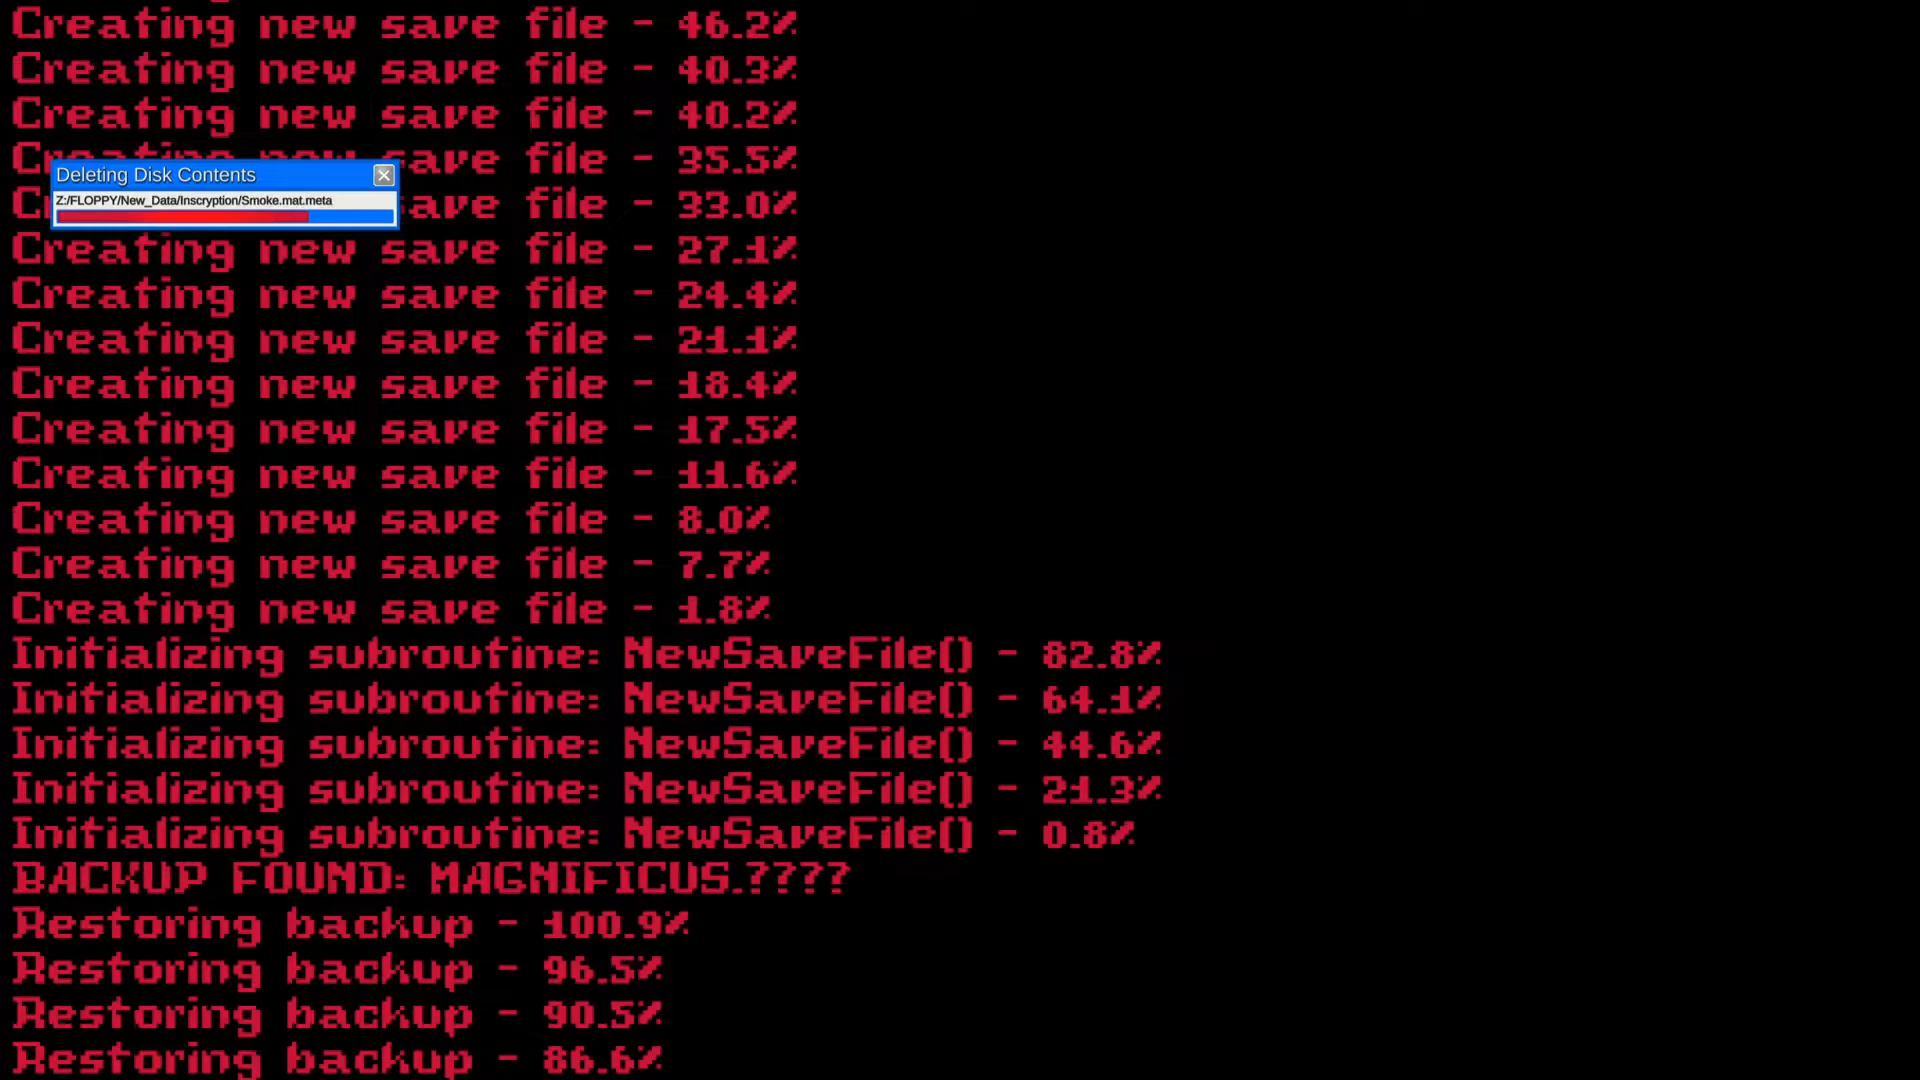 Creating new save file - 46.2%
Creating new save file - 40.3%
Creating new save file - 40.2%
Creating new save file - 35.5%
Deleting Disk Contents
Z:/FLOPPY/New_Data/Inscryption/Smoke.mat.meta
save file - 33.0%
Creating new save file - 27.1%
Creating new save file - 24.4%
Creating new save file - 21.1%
Creating new save file - 18.4%
Creating new save file - 17.5%
Creating new save file - 11.6%
Creating new save file - 8.0%
Creating new save file - 7.7%
Creating new save file - 1.8%
Initializing subroutine: NewSaveFile() - 82.8%
Initializing subroutine: NewSaveFile() - 64.1%
Initializing subroutine: NewSaveFile() - 44.6%
Initializing subroutine: NewSaveFile() - 21.3%
Initializing subroutine: NewSaveFile() - 0.8%
BACKUP FOUND: MAGNIFICUS.????
Restoring backup - 100.9%
Restoring backup - 96.5%
Restoring backup - 90.5%
Restoring backup - 86.6%